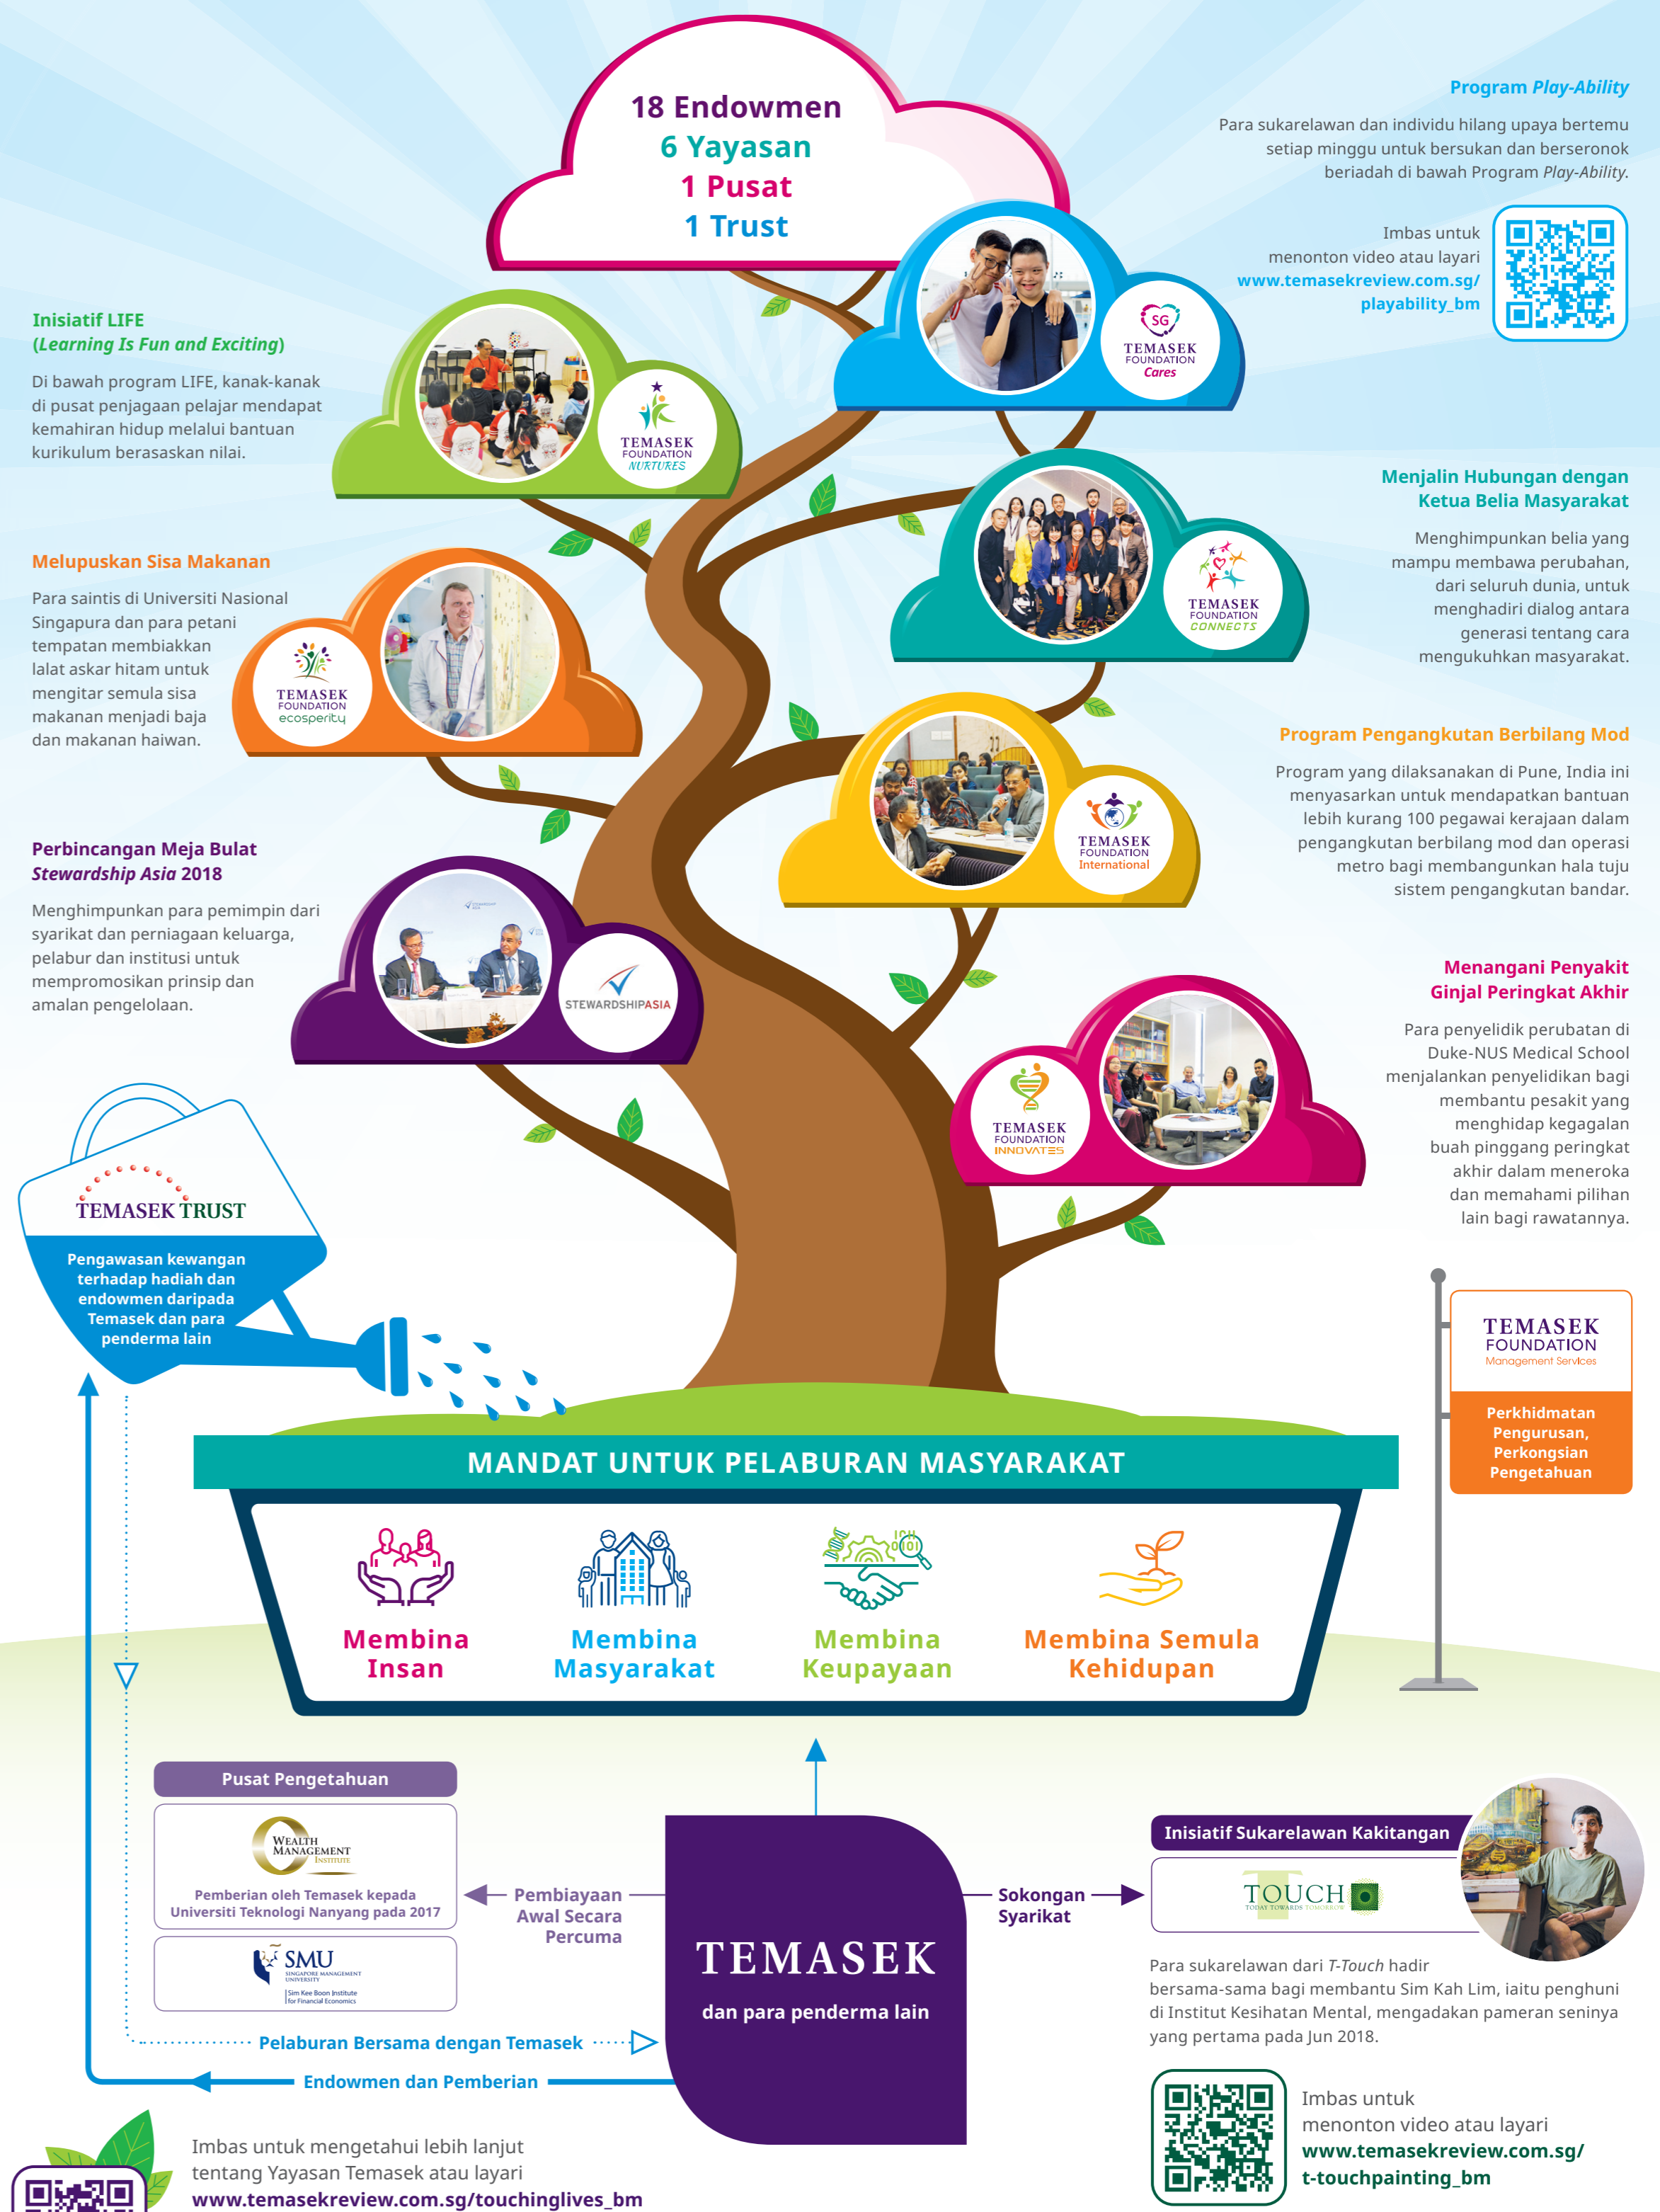 18 Endowmen
6 Yayasan
1 Pusat
1 Trust
Program Play-Ability
Para sukarelawan dan individu hilang upaya bertemu
setiap minggu untuk bersukan dan berseronok
beriadah di bawah Program Play-Ability.
Imbas untuk
menonton video atau layari
www.temasekreview.com.sg/
playability_bm
SG
TEMASEK
FOUNDATION
Cares
Inisiatif LIFE
(Learning Is Fun and Exciting)
Di bawah program LIFE, kanak-kanak
di pusat penjagaan pelajar mendapat
kemahiran hidup melalui bantuan
kurikulum berasaskan nilai.
TEMASEK
FOUNDATION
NURTURES
Menjalin Hubungan dengan
Ketua Belia Masyarakat
Menghimpunkan belia yang
mampu membawa perubahan,
dari seluruh dunia, untuk
menghadiri dialog antara
generasi tentang cara
mengukuhkan masyarakat.
TEMASEK
FOUNDATION
CONNECTS
Melupuskan Sisa Makanan
Para saintis di Universiti Nasional
Singapura dan para petani
tempatan membiakkan
lalat askar hitam untuk
mengitar semula sisa
makanan menjadi baja
dan makanan haiwan.
TEMASEK
FOUNDATION
ecosperity
Program Pengangkutan Berbilang Mod
Program yang dilaksanakan di Pune, India ini
menyasarkan untuk mendapatkan bantuan
lebih kurang 100 pegawai kerajaan dalam
pengangkutan berbilang mod dan operasi
metro bagi membangunkan hala tuju
sistem pengangkutan bandar.
TEMASEK
FOUNDATION
International
Perbincangan Meja Bulat
Stewardship Asia 2018
Menghimpunkan para pemimpin dari
syarikat dan perniagaan keluarga,
pelabur dan institusi untuk
mempromosikan prinsip dan
amalan pengelolaan.
STEWARDSHIPASIA
Menangani Penyakit
Ginjal Peringkat Akhir
Para penyelidik perubatan di
Duke-NUS Medical School
menjalankan penyelidikan bagi
membantu pesakit yang
menghidap kegagalan
buah pinggang peringkat
akhir dalam meneroka
dan memahami pilihan
lain bagi rawatannya.
TEMASEK
FOUNDATION
INNOVATES
TEMASEK TRUST
Pengawasan kewangan
terhadap hadiah dan
endowmen daripada
Temasek dan para
penderma lain
TEMASEK
FOUNDATION
Management Services
Perkhidmatan
Pengurusan,
Perkongsian
Pengetahuan
MANDAT UNTUK PELABURAN MASYARAKAT
Membina
Insan
Membina
Masyarakat
Membina
Keupayaan
Membina Semula
Kehidupan
Pusat Pengetahuan
WEALTH
MANAGEMENT
INSTITUTE
Pemberian oleh Temasek kepada
Universiti Teknologi Nanyang pada 2017
SMU
SINGAPORE MANAGEMENT
UNIVERSITY
Sim Kee Boon Institute
for Financial Economics
Pembiayaan
Awal Secara
Percuma
TEMASEK
dan para penderma lain
Sokongan
Syarikat
Inisiatif Sukarelawan Kakitangan
TOUCH
TODAY TOWARDS TOMORROW
Para sukarelawan dari T-Touch hadir
bersama-sama bagi membantu Sim Kah Lim, iaitu penghuni
di Institut Kesihatan Mental, mengadakan pameran seninya
yang pertama pada Jun 2018.
Pelaburan Bersama dengan Temasek
Endowmen dan Pemberian
Imbas untuk
menonton video atau layari
www.temasekreview.com.sg/
t-touchpainting_bm
Imbas untuk mengetahui lebih lanjut
tentang Yayasan Temasek atau layari
www.temasekreview.com.sg/touchinglives_bm